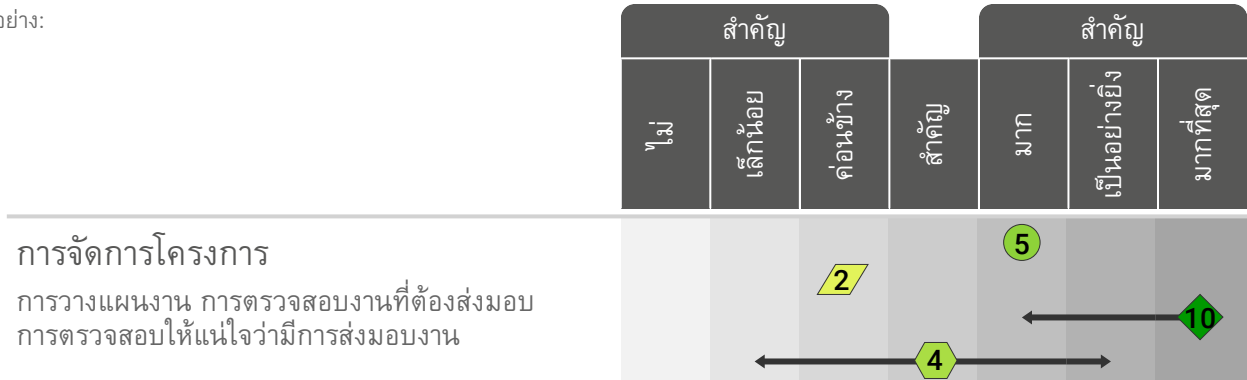 อย่าง:
สำคัญ
สำคัญ
ไม่
เล็กน้อย
ค่อนข้าง
สำคัญ
มาก
เป็นอย่างยิ่ง
มากที่สุด
การจัดการโครงการ
5
การวางแผนงาน การตรวจสอบงานที่ต้องส่งมอบ
2
การตรวจสอบให้แน่ใจว่ามีการส่งมอบงาน
10
4